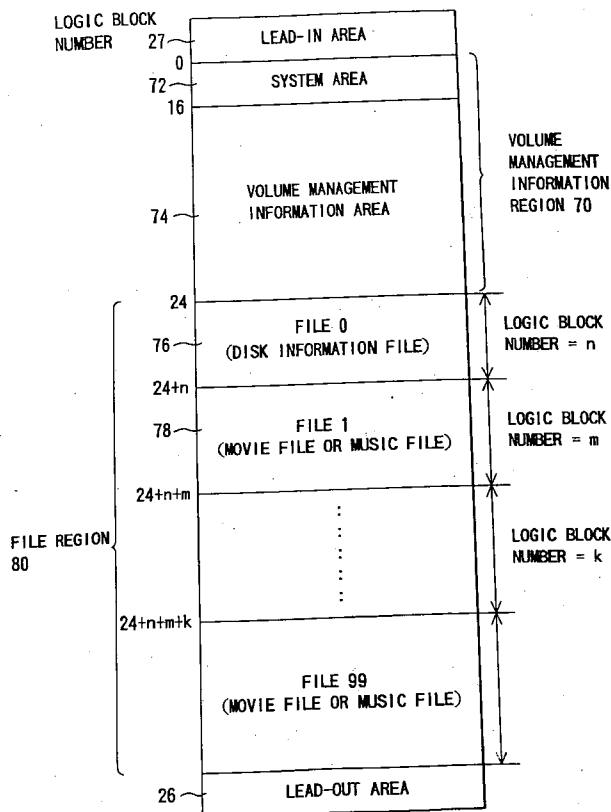 LOGIC BLOCK
NUMBER
27
LEAD-IN AREA
0
72
SYSTEM AREA
16
VOLUME
MANAGEMENT
INFORMATION
REGION 70
74
VOLUME MANAGEMENT
INFORMATION AREA
24
76
FILE 0
(DISK INFORMATION FILE)
LOGIC BLOCK
NUMBER = n
24+n
78
FILE 1
(MOVIE FILE OR MUSIC FILE)
LOGIC BLOCK
NUMBER = m
24+n+m
FILE REGION
80
LOGIC BLOCK
NUMBER = k
24+n+m+k
FILE 99
(MOVIE FILE OR MUSIC FILE)
26
LEAD-OUT AREA